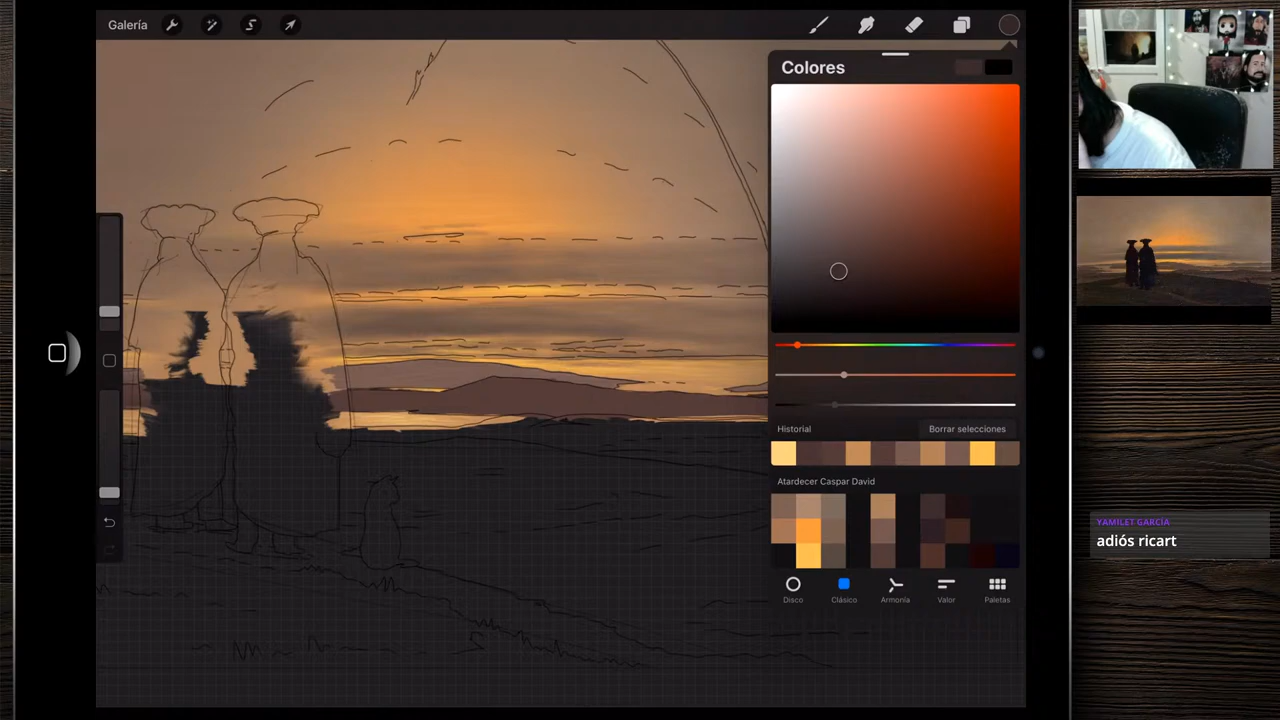 Galería
Colores
Historial
Borrar selecciones
Atardecer Caspar David
Disco
Clásico
Armonía
Valor
Paletas
YAMILET GARCÍA
adiós ricart